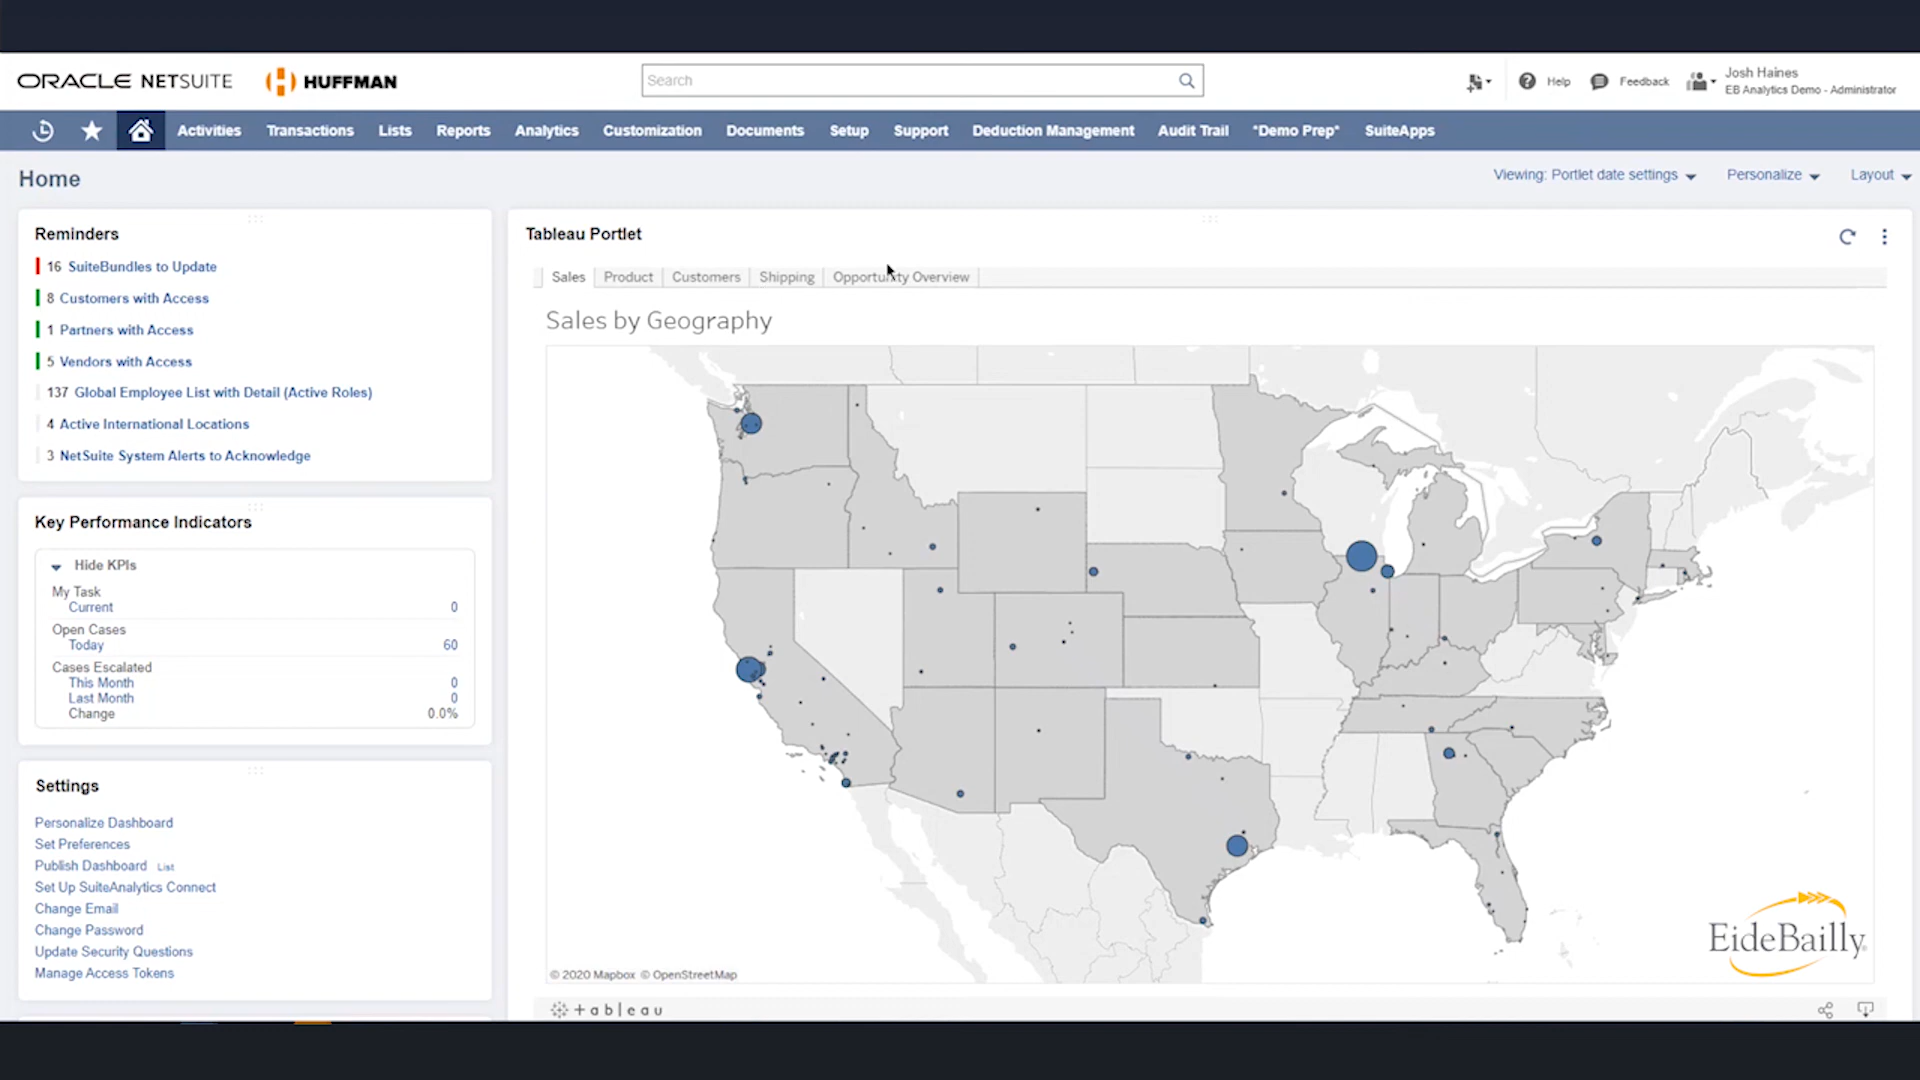 ORACLE NETSUITE HUFFMAN Search Help Feedback Josh Haines
EB Analytics Demo - Administrator
Activities Transactions Lists Reports Analytics Customization Documents Setup Support Deduction Management Audit Trail *Demo Prep* SuiteApps
Home Viewing: Portlet date settings Personalize Layout
Reminders
16 SuiteBundles to Update
8 Customers with Access
1 Partners with Access
5 Vendors with Access
137 Global Employee List with Detail (Active Roles)
4 Active International Locations
3 NetSuite System Alerts to Acknowledge
Key Performance Indicators
Hide KPIs
My Task
Current 0
Open Cases
Today 60
Cases Escalated
This Month 0
Last Month 0
Change 0.0%
Settings
Personalize Dashboard
Set Preferences
Publish Dashboard List
Set Up SuiteAnalytics Connect
Change Email
Change Password
Update Security Questions
Manage Access Tokens
Tableau Portlet
Sales Product Customers Shipping Opportunity Overview
Sales by Geography
© 2020 Mapbox © OpenStreetMap
EideBailly
+ableau